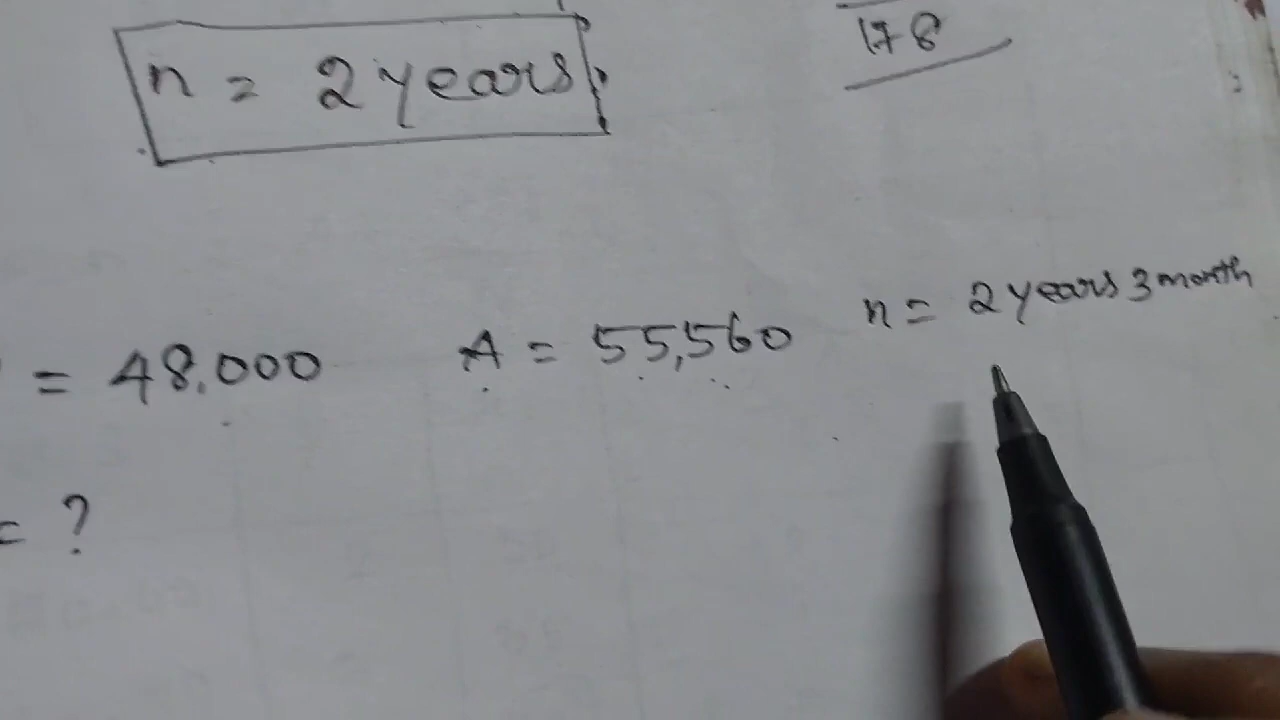 178
n = 2 years
= 48,000 A = 55,560 n = 2 years 3 month
= ?